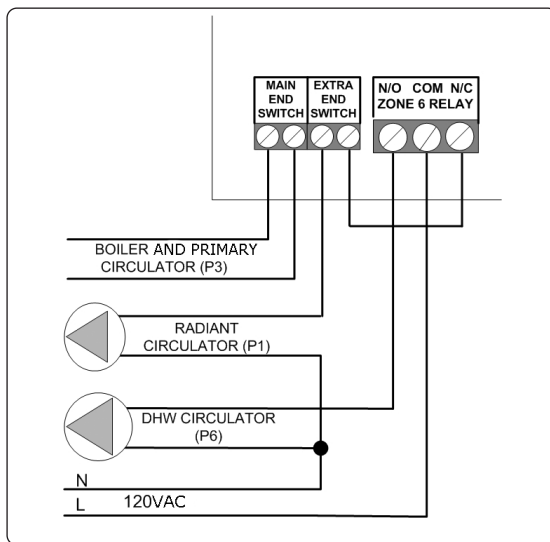 MAIN
END
SWITCH
EXTRA
END
SWITCH
N/O COM N/C
ZONE 6 RELAY
BOILER AND PRIMARY
CIRCULATOR (P3)
RADIANT
CIRCULATOR (P1)
DHW CIRCULATOR
(P6)
N
L 120VAC